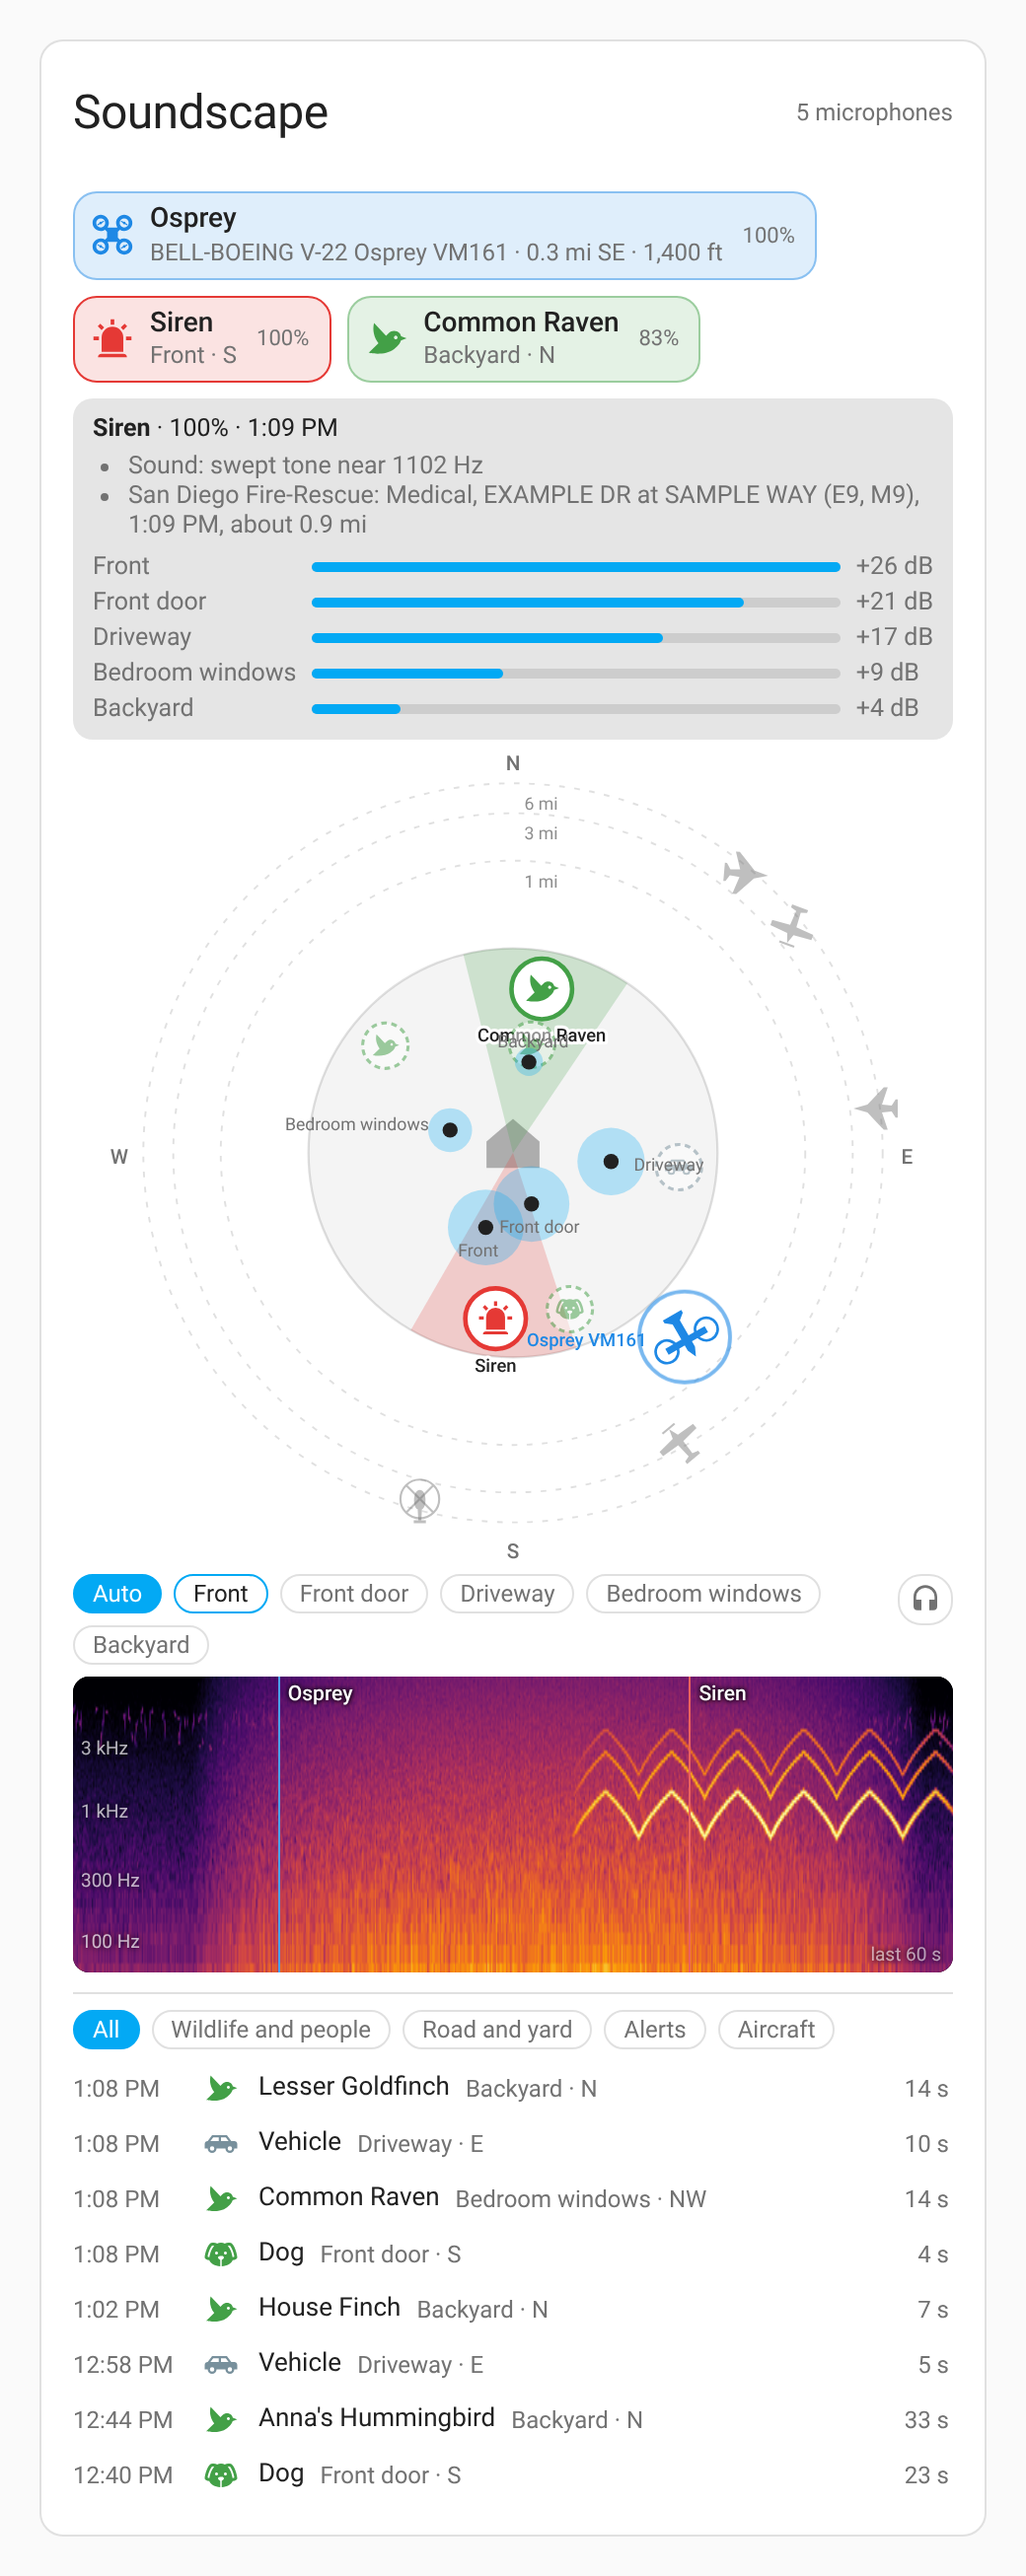 Soundscape
5 microphones
Osprey
BELL-BOEING V-22 Osprey VM161 · 0.3 mi SE · 1,400 ft
100%
Siren
Front · S
100%
Common Raven
Backyard · N
83%
Siren · 100% · 1:09 PM
• Sound: swept tone near 1102 Hz
• San Diego Fire-Rescue: Medical, EXAMPLE DR at SAMPLE WAY (E9, M9),
1:09 PM, about 0.9 mi
Front +26 dB
Front door +21 dB
Driveway +17 dB
Bedroom windows +9 dB
Backyard +4 dB
N
6 mi
3 mi
1 mi
Common Raven
Backyard
Bedroom windows
W
E
Driveway
Front door
Front
Osprey VM161
Siren
S
Auto
Front
Front door
Driveway
Bedroom windows
Backyard
Osprey
Siren
3 kHz
1 kHz
300 Hz
100 Hz
last 60 s
All
Wildlife and people
Road and yard
Alerts
Aircraft
1:08 PM Lesser Goldfinch Backyard · N 14 s
1:08 PM Vehicle Driveway · E 10 s
1:08 PM Common Raven Bedroom windows · NW 14 s
1:08 PM Dog Front door · S 4 s
1:02 PM House Finch Backyard · N 7 s
12:58 PM Vehicle Driveway · E 5 s
12:44 PM Anna's Hummingbird Backyard · N 33 s
12:40 PM Dog Front door · S 23 s